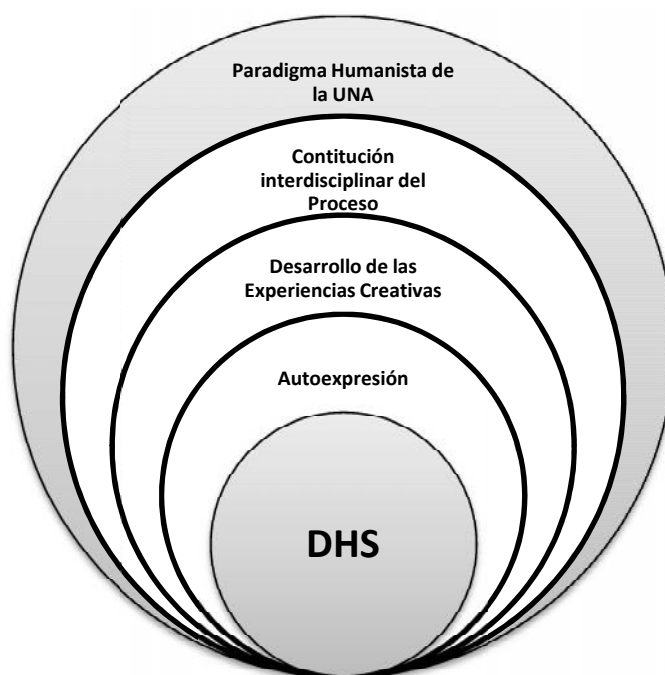 Paradigma Humanista de
la UNA
Contitución
interdisciplinar del
Proceso
Desarrollo de las
Experiencias Creativas
Autoexpresión
DHS